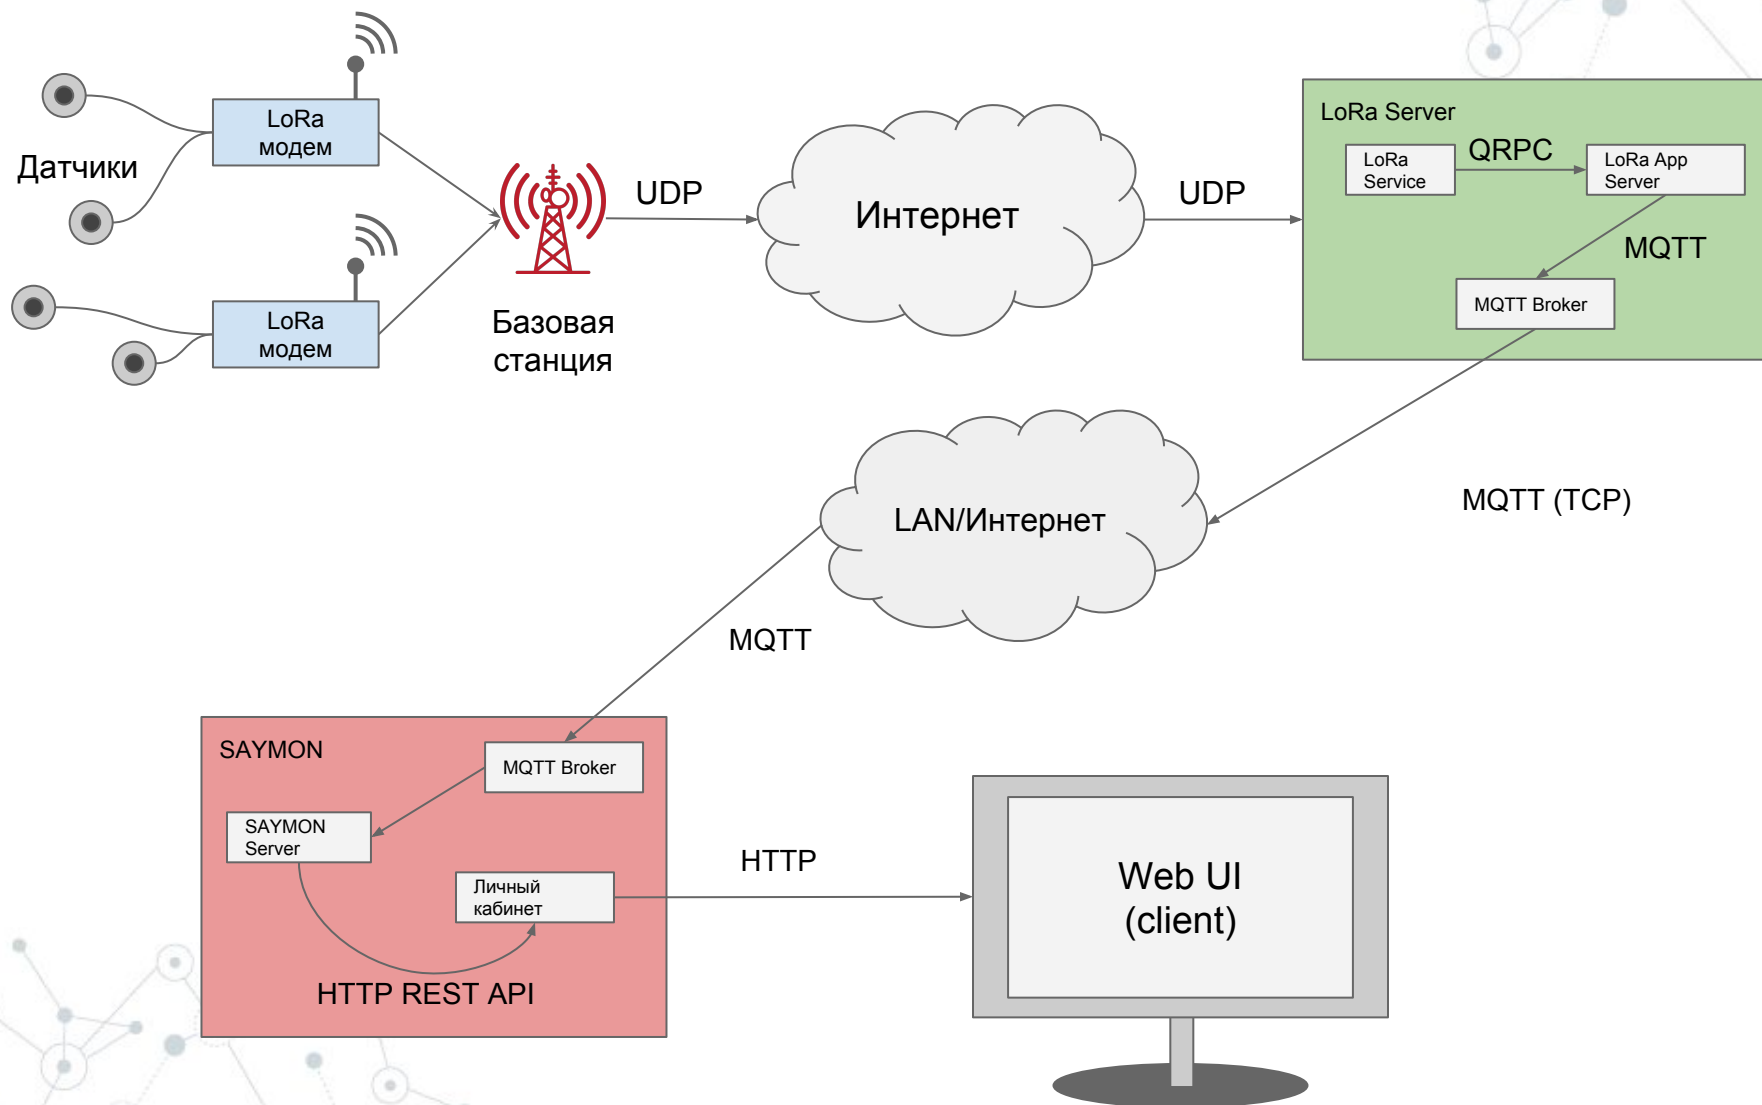 Датчики
LoRa
модем
LoRa
модем
Базовая
станция
UDP
Интернет
UDP
LoRa Server
LoRa
Service
QRPC
LoRa App
Server
MQTT
MQTT Broker
MQTT (TCP)
LAN/Интернет
MQTT
SAYMON
MQTT Broker
SAYMON
Server
Личный
кабинет
HTTP REST API
HTTP
Web UI
(client)